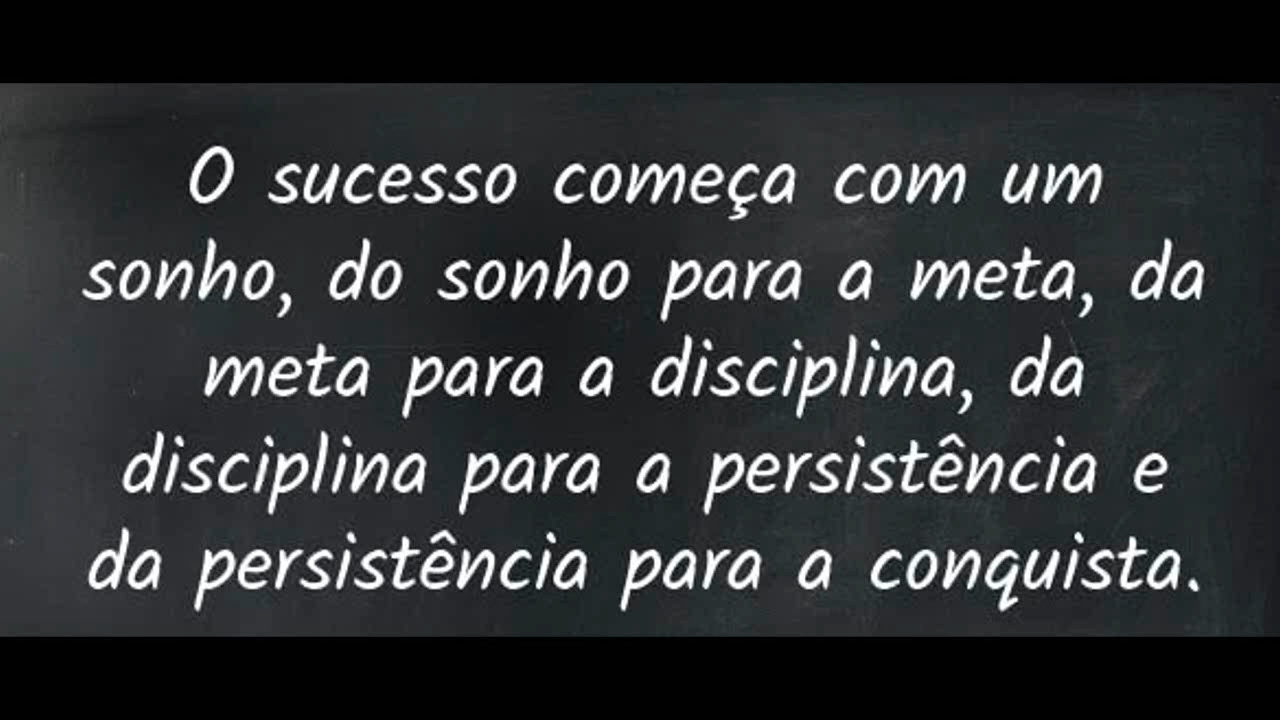 O sucesso começa com um
sonho, do sonho para a meta, da
meta para a disciplina, da
disciplina para a persistência e
da persistência para a conquista.